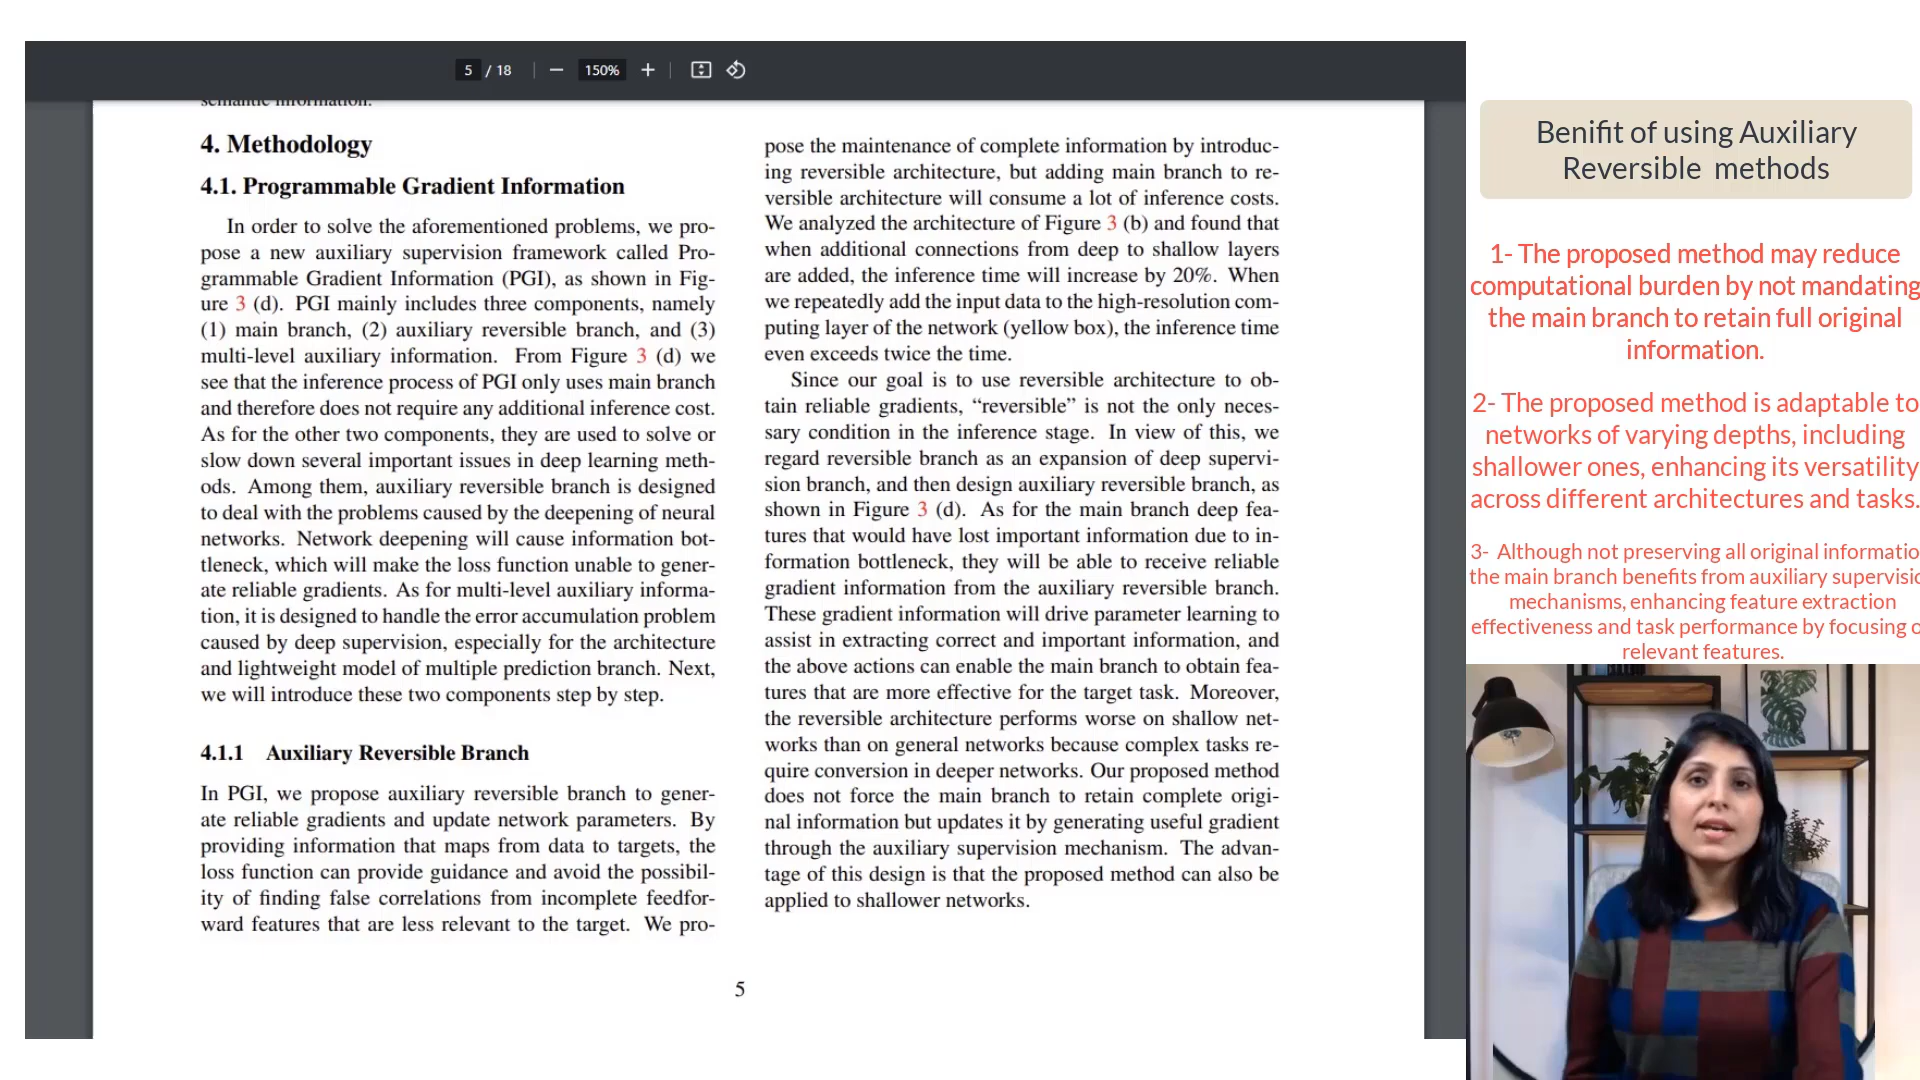 5 / 18 150%
semantic information.
4. Methodology
4.1. Programmable Gradient Information
In order to solve the aforementioned problems, we pro-
pose a new auxiliary supervision framework called Pro-
grammable Gradient Information (PGI), as shown in Fig-
ure 3 (d). PGI mainly includes three components, namely
(1) main branch, (2) auxiliary reversible branch, and (3)
multi-level auxiliary information. From Figure 3 (d) we
see that the inference process of PGI only uses main branch
and therefore does not require any additional inference cost.
As for the other two components, they are used to solve or
slow down several important issues in deep learning meth-
ods. Among them, auxiliary reversible branch is designed
to deal with the problems caused by the deepening of neural
networks. Network deepening will cause information bot-
tleneck, which will make the loss function unable to gener-
ate reliable gradients. As for multi-level auxiliary informa-
tion, it is designed to handle the error accumulation problem
caused by deep supervision, especially for the architecture
and lightweight model of multiple prediction branch. Next,
we will introduce these two components step by step.
4.1.1 Auxiliary Reversible Branch
In PGI, we propose auxiliary reversible branch to gener-
ate reliable gradients and update network parameters. By
providing information that maps from data to targets, the
loss function can provide guidance and avoid the possibil-
ity of finding false correlations from incomplete feedfor-
ward features that are less relevant to the target. We pro-
pose the maintenance of complete information by introduc-
ing reversible architecture, but adding main branch to re-
versible architecture will consume a lot of inference costs.
We analyzed the architecture of Figure 3 (b) and found that
when additional connections from deep to shallow layers
are added, the inference time will increase by 20%. When
we repeatedly add the input data to the high-resolution com-
puting layer of the network (yellow box), the inference time
even exceeds twice the time.
Since our goal is to use reversible architecture to ob-
tain reliable gradients, “reversible” is not the only neces-
sary condition in the inference stage. In view of this, we
regard reversible branch as an expansion of deep supervi-
sion branch, and then design auxiliary reversible branch, as
shown in Figure 3 (d). As for the main branch deep fea-
tures that would have lost important information due to in-
formation bottleneck, they will be able to receive reliable
gradient information from the auxiliary reversible branch.
These gradient information will drive parameter learning to
assist in extracting correct and important information, and
the above actions can enable the main branch to obtain fea-
tures that are more effective for the target task. Moreover,
the reversible architecture performs worse on shallow net-
works than on general networks because complex tasks re-
quire conversion in deeper networks. Our proposed method
does not force the main branch to retain complete origi-
nal information but updates it by generating useful gradient
through the auxiliary supervision mechanism. The advan-
tage of this design is that the proposed method can also be
applied to shallower networks.
5
Benifit of using Auxiliary
Reversible methods
1- The proposed method may reduce
computational burden by not mandating
the main branch to retain full original
information.
2- The proposed method is adaptable to
networks of varying depths, including
shallower ones, enhancing its versatility
across different architectures and tasks.
3- Although not preserving all original informatio
the main branch benefits from auxiliary supervisio
mechanisms, enhancing feature extraction
effectiveness and task performance by focusing o
relevant features.